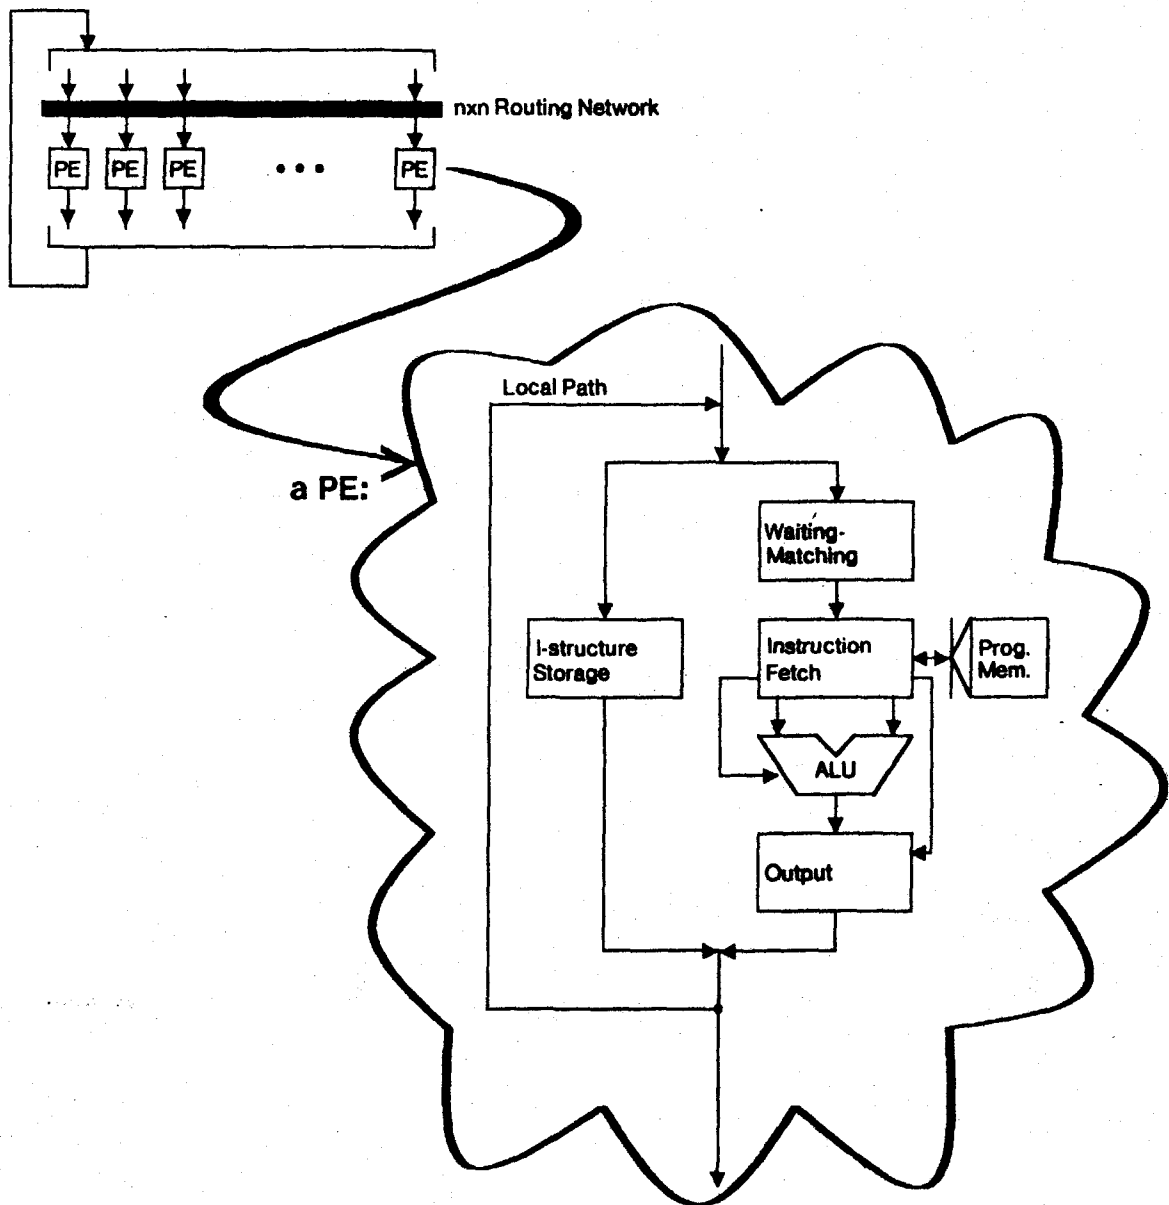 nxn Routing Network
PE PE PE • • • PE
Local Path
a PE:
Waiting-
Matching
I-structure
Storage
Instruction
Fetch
Prog.
Mem.
ALU
Output